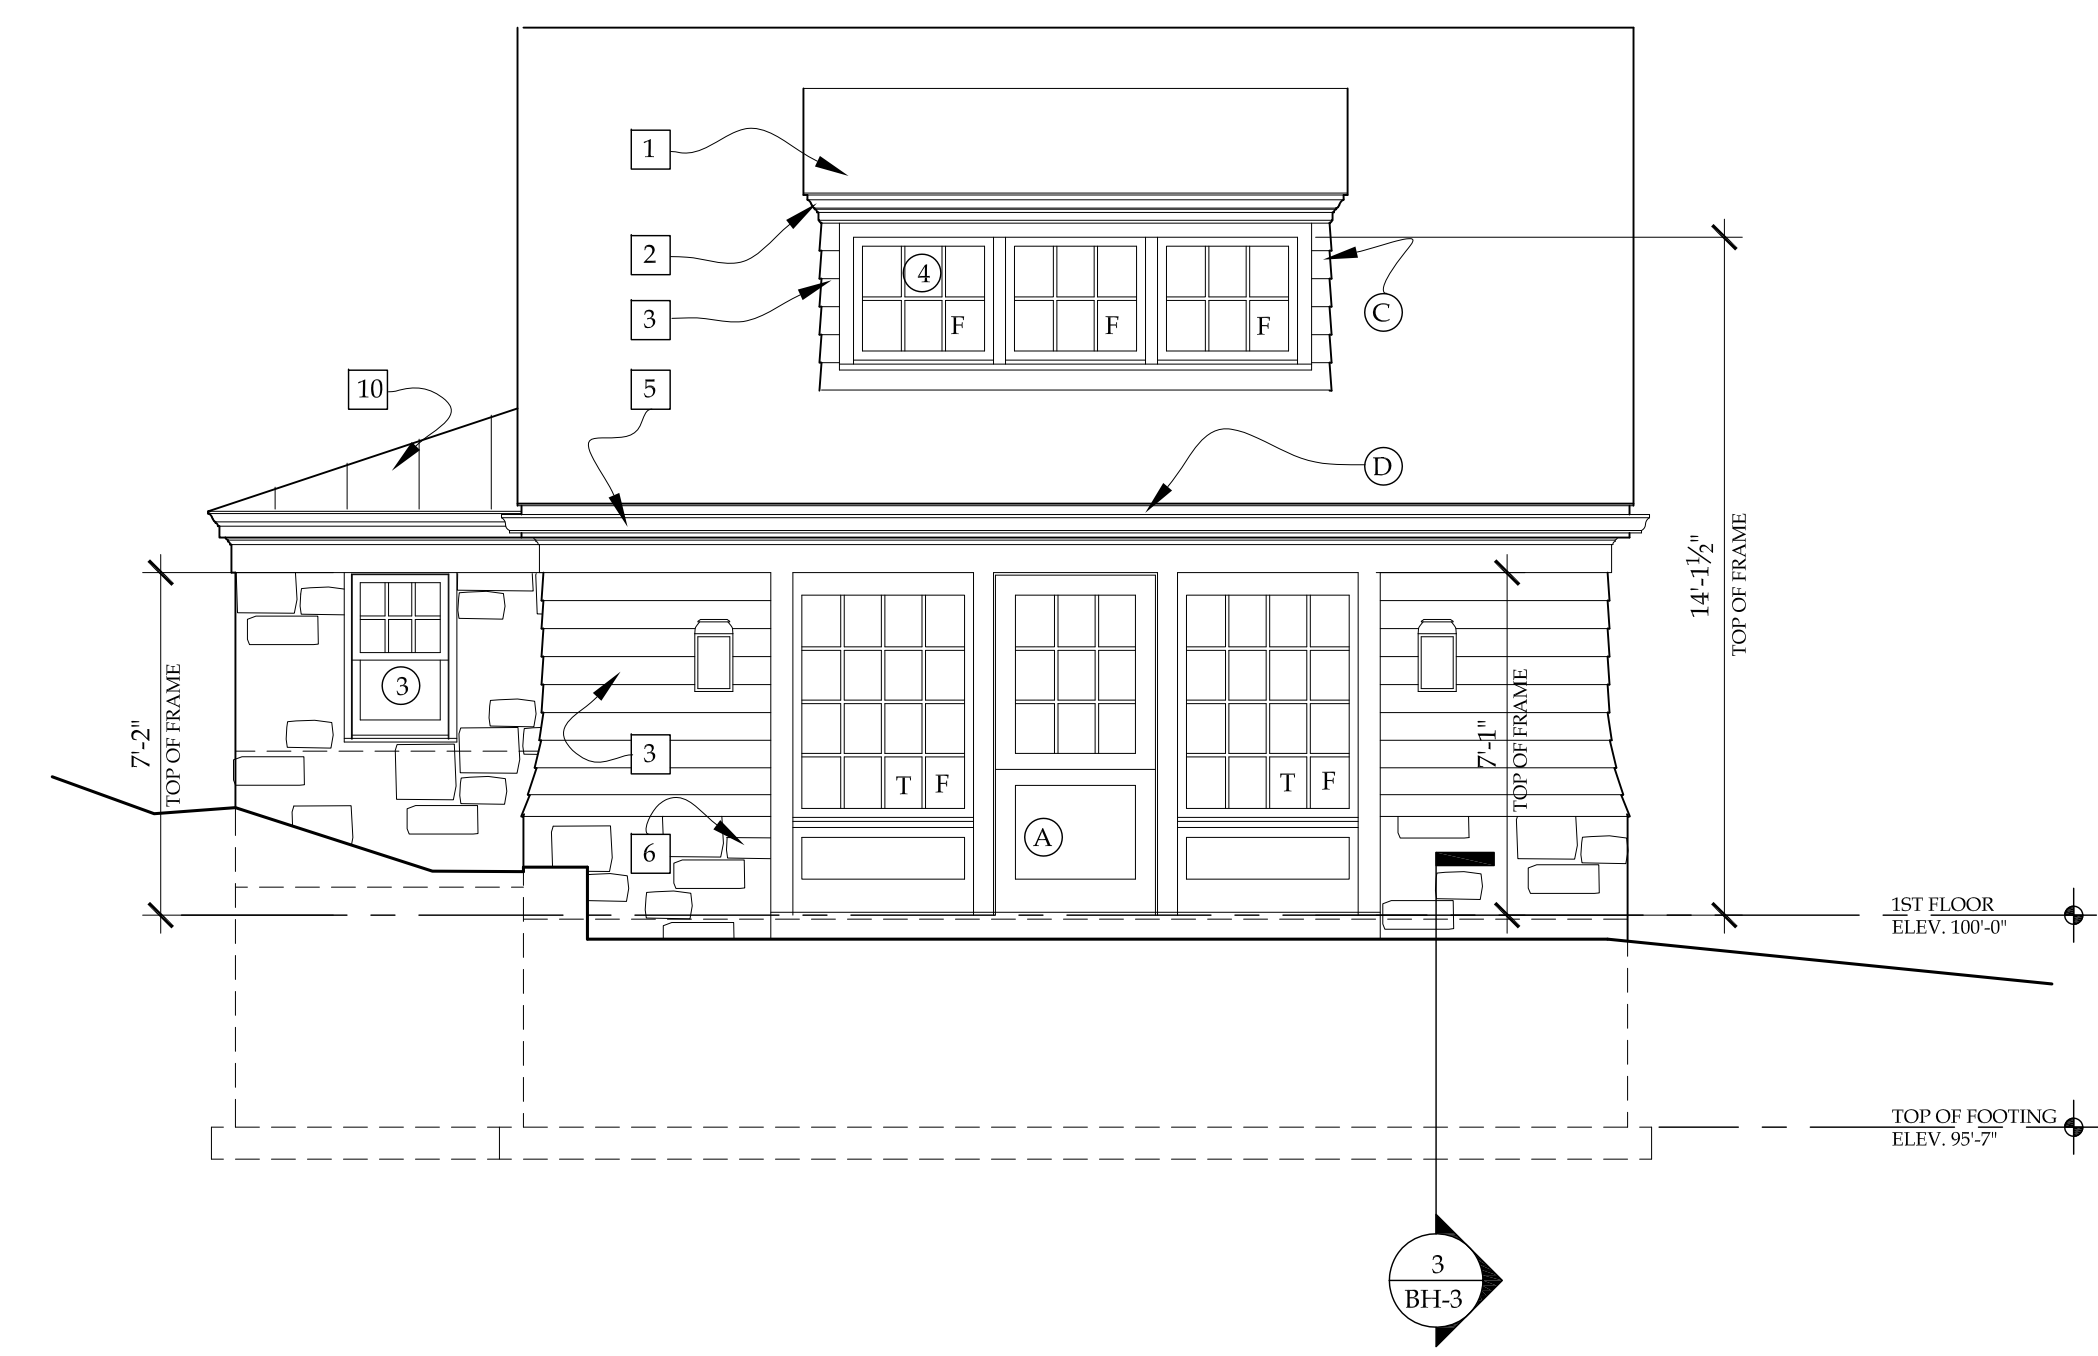 1
2
4
3
F
F
F
C
5
10
D
14'-1½"
TOP OF FRAME
3
7'-2"
TOP OF FRAME
3
7'-1"
TOP OF FRAME
T
F
T
F
A
6
1ST FLOOR
ELEV. 100'-0"
TOP OF FOOTING
ELEV. 95'-7"
3
BH-3